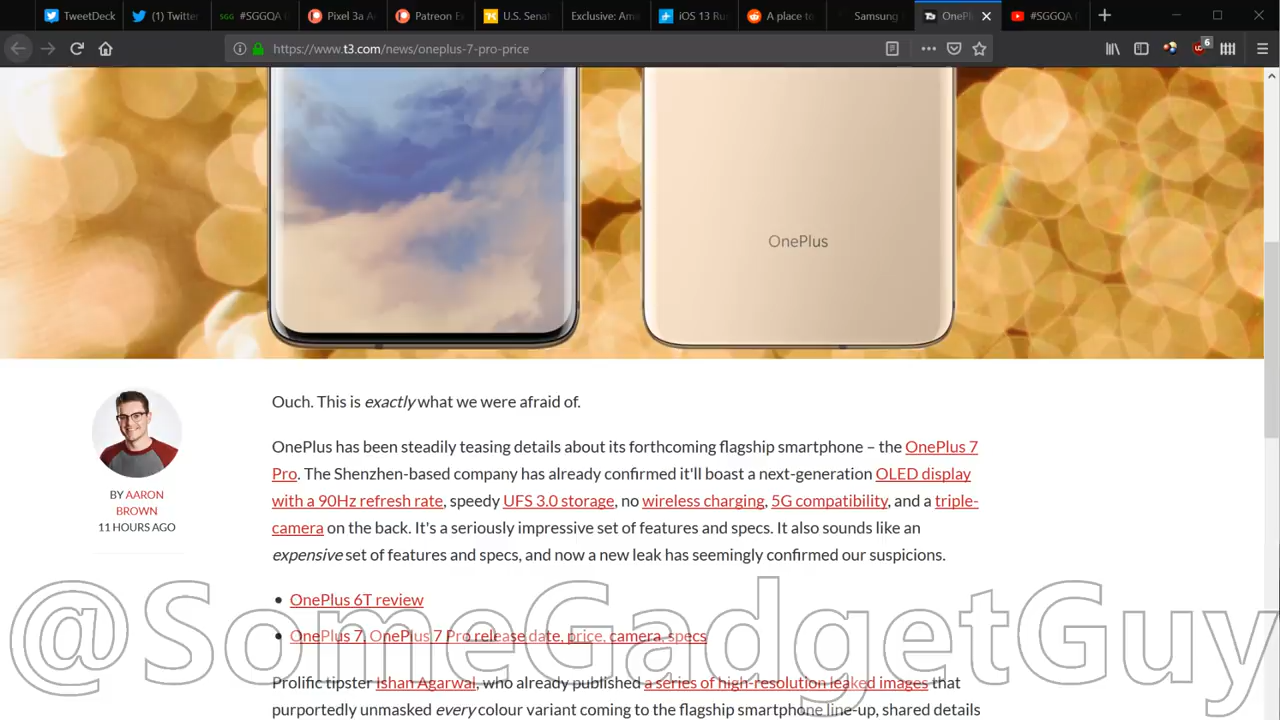 TweetDeck
(1) Twitter
SGG
#SGGQA
Pixel 3a A
Patreon E
U.S. Senat
Exclusive: Am
iOS 13 Ru
A place to
Samsung
OnePl
#SGGQA
https://www.t3.com/news/oneplus-7-pro-price
6
OnePlus
Ouch. This is exactly what we were afraid of.
OnePlus has been steadily teasing details about its forthcoming flagship smartphone – the OnePlus 7
Pro. The Shenzhen-based company has already confirmed it'll boast a next-generation OLED display
with a 90Hz refresh rate, speedy UFS 3.0 storage, no wireless charging, 5G compatibility, and a triple-
camera on the back. It's a seriously impressive set of features and specs. It also sounds like an
expensive set of features and specs, and now a new leak has seemingly confirmed our suspicions.
BY AARON
BROWN
11 HOURS AGO
OnePlus 6T review
OnePlus 7, OnePlus 7 Pro release date, price, camera, specs
Prolific tipster Ishan Agarwal, who already published a series of high-resolution leaked images that
purportedly unmasked every colour variant coming to the flagship smartphone line-up, shared details
@SomeGadgetGuy